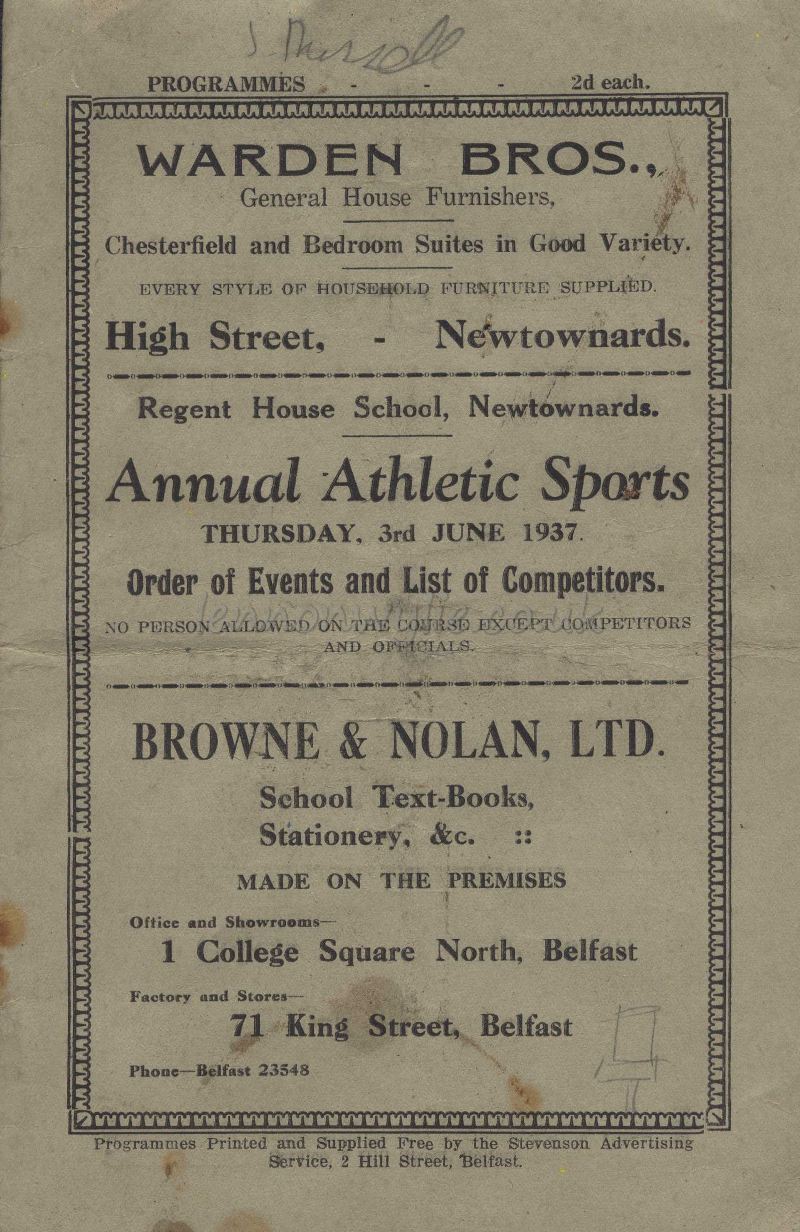 J Russell
PROGRAMMES - - - 2d each.
WARDEN BROS.,
General House Furnishers,
Chesterfield and Bedroom Suites in Good Variety.
EVERY STYLE OF HOUSEHOLD FURNITURE SUPPLIED.
High Street, - Newtownards.
Regent House School, Newtownards.
Annual Athletic Sports
THURSDAY, 3rd JUNE 1937.
Order of Events and List of Competitors.
NO PERSON ALLOWED ON THE COURSE EXCEPT COMPETITORS
AND OFFICIALS.
BROWNE & NOLAN, LTD.
School Text-Books,
Stationery, &c. ::
MADE ON THE PREMISES
Office and Showrooms—
1 College Square North, Belfast
Factory and Stores—
71 King Street, Belfast
Phone—Belfast 23548
Programmes Printed and Supplied Free by the Stevenson Advertising
Service, 2 Hill Street, Belfast.